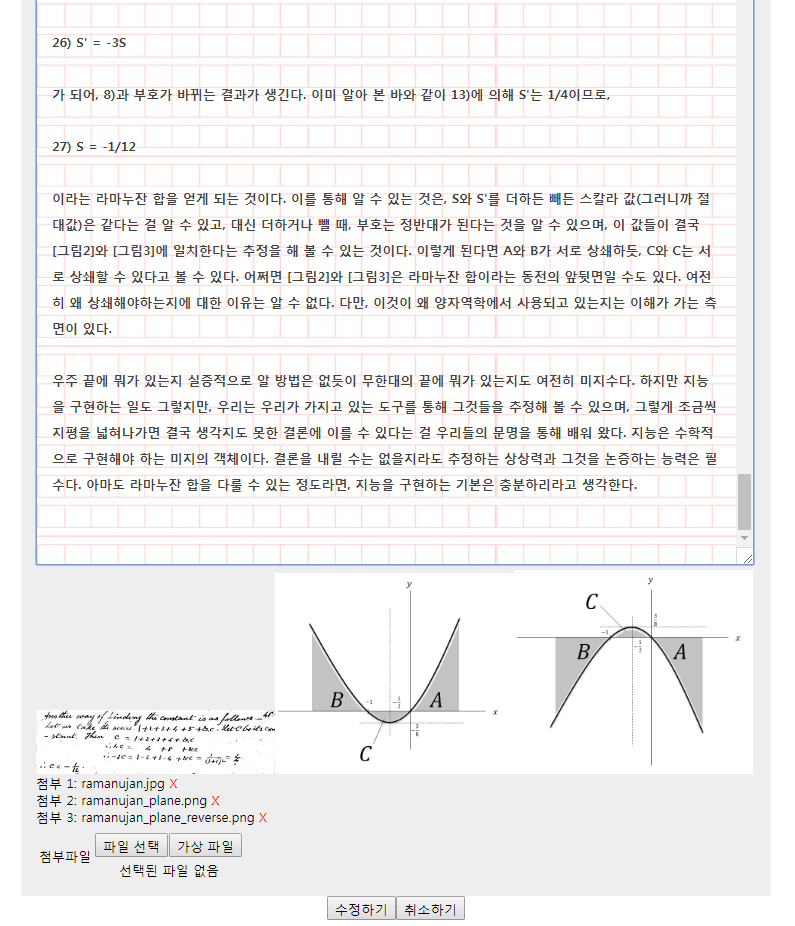 26) S' = -3S
가 되어, 8)과 부호가 바뀌는 결과가 생긴다. 이미 알아 본 바와 같이 13)에 의해 S'는 1/4이므로,
27) S = -1/12
이라는 라마누잔 합을 얻게 되는 것이다. 이를 통해 알 수 있는 것은, S와 S'를 더하든 빼든 스칼라 값(그러니까 절
대값)은 같다는 걸 알 수 있고, 대신 더하거나 뺄 때, 부호는 정반대가 된다는 것을 알 수 있으며, 이 값들이 결국
[그림2]와 [그림3]에 일치한다는 추정을 해 볼 수 있는 것이다. 이렇게 된다면 A와 B가 서로 상쇄하듯, C와 C는 서
로 상쇄할 수 있다고 볼 수 있다. 어쩌면 [그림2]와 [그림3]은 라마누잔 합이라는 동전의 앞뒷면일 수도 있다. 여전
히 왜 상쇄해야하는지에 대한 이유는 알 수 없다. 다만, 이것이 왜 양자역학에서 사용되고 있는지는 이해가 가는 측
면이 있다.
우주 끝에 뭐가 있는지 실증적으로 알 방법은 없듯이 무한대의 끝에 뭐가 있는지도 여전히 미지수다. 하지만 지능
을 구현하는 일도 그렇지만, 우리는 우리가 가지고 있는 도구를 통해 그것들을 추정해 볼 수 있으며, 그렇게 조금씩
지평을 넓혀나가면 결국 생각지도 못한 결론에 이를 수 있다는 걸 우리들의 문명을 통해 배워 왔다. 지능은 수학적
으로 구현해야 하는 미지의 객체이다. 결론을 내릴 수는 없을지라도 추정하는 상상력과 그것을 논증하는 능력은 필
수다. 아마도 라마누잔 합을 다룰 수 있는 정도라면, 지능을 구현하는 기본은 충분하리라고 생각한다.
Another way of finding the constant is as follows
Let us take the series 1+2+3+4+5+&c. Let C be its con
-stant. Then C = 1+2+3+4+&c
∴ 4C = 4 +8 +&c
∴ -3C = 1-2+3-4+&c = 1/(1+1)² = 1/4
∴ C = -1/12
y
B
-1
-1/2
A
x
-3/8
C
y
C
3/8
-1
-1/2
x
B
A
첨부 1: ramanujan.jpg X
첨부 2: ramanujan_plane.png X
첨부 3: ramanujan_plane_reverse.png X
첨부파일
파일 선택
가상 파일
선택된 파일 없음
수정하기
취소하기